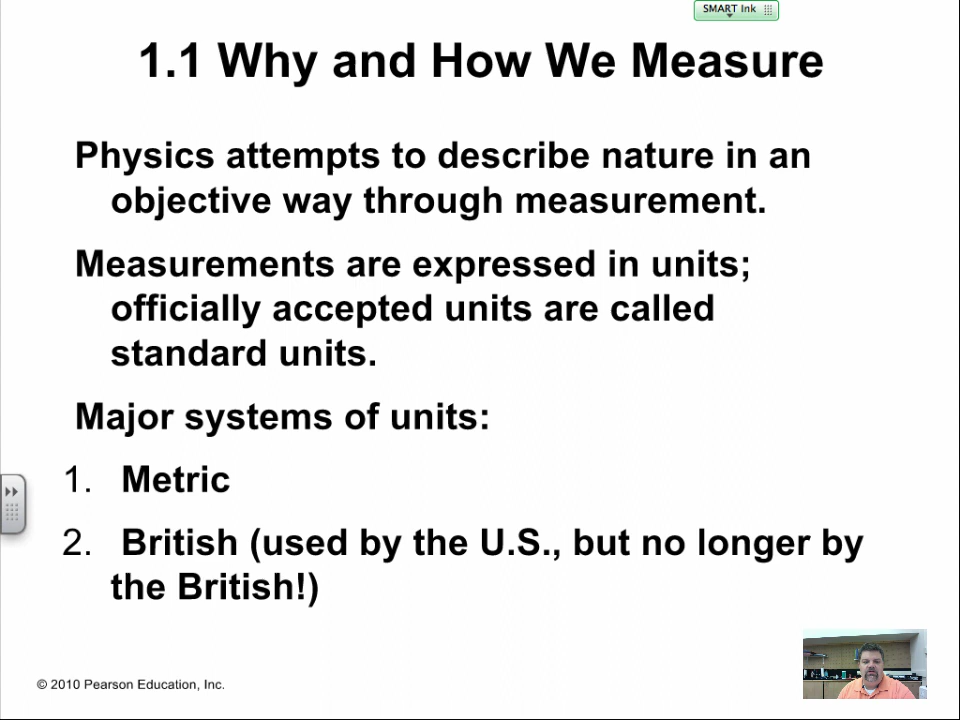 SMART Ink
1.1 Why and How We Measure
Physics attempts to describe nature in an
objective way through measurement.
Measurements are expressed in units;
officially accepted units are called
standard units.
Major systems of units:
1. Metric
2. British (used by the U.S., but no longer by
the British!)
© 2010 Pearson Education, Inc.